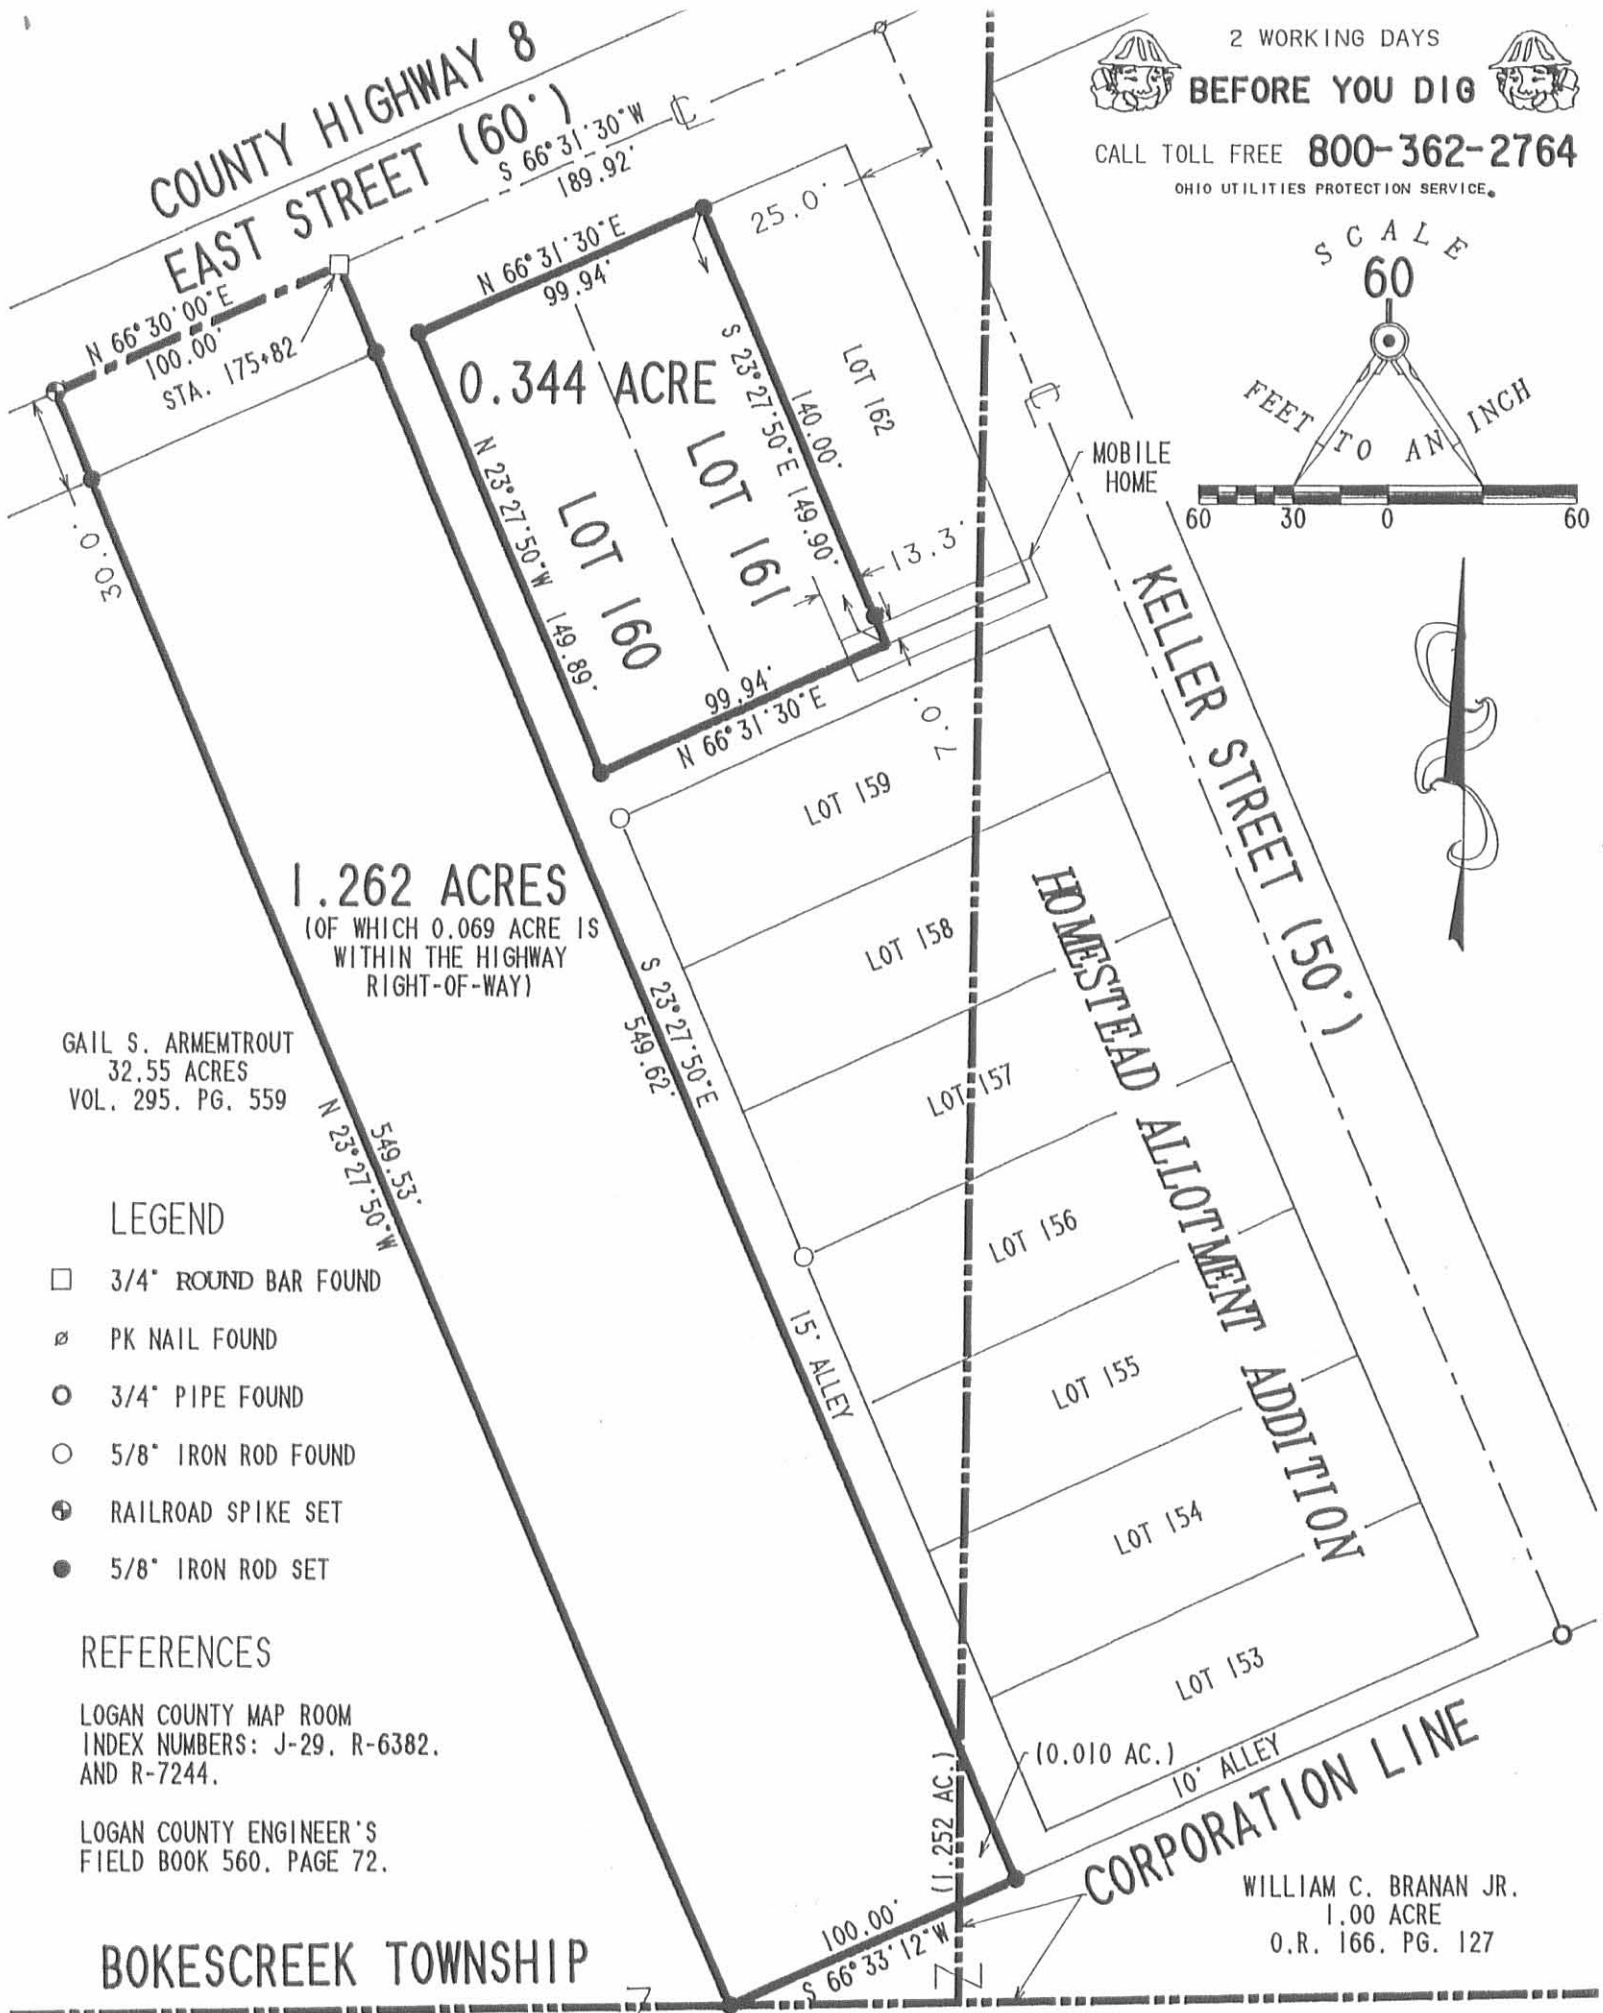 COUNTY HIGHWAY 8
EAST STREET (60')
S 66°31'30"W
189.92'
2 WORKING DAYS
BEFORE YOU DIG
CALL TOLL FREE 800-362-2764
OHIO UTILITIES PROTECTION SERVICE.
SCALE
60
FEET TO AN INCH
60 30 0 60
N 66°30'00"E
100.00'
STA. 175+82
30.0'
N 66°31'30"E
99.94'
25.0'
0.344 ACRE
S 23°27'50"E 149.90'
140.00'
LOT 162
LOT 161
LOT 160
N 23°27'50"W 149.89'
13.3'
MOBILE
HOME
99.94'
N 66°31'30"E
7.0'
KELLER STREET (50')
LOT 159
LOT 158
LOT 157
LOT 156
LOT 155
LOT 154
LOT 153
HOMESTEAD ALLOTMENT ADDITION
1.262 ACRES
(OF WHICH 0.069 ACRE IS
WITHIN THE HIGHWAY
RIGHT-OF-WAY)
S 23°27'50"E
549.62'
GAIL S. ARMEMTROUT
32.55 ACRES
VOL. 295, PG. 559
549.53'
N 23°27'50"W
15' ALLEY
LEGEND
3/4" ROUND BAR FOUND
PK NAIL FOUND
3/4" PIPE FOUND
5/8" IRON ROD FOUND
RAILROAD SPIKE SET
5/8" IRON ROD SET
REFERENCES
LOGAN COUNTY MAP ROOM
INDEX NUMBERS: J-29, R-6382,
AND R-7244.
LOGAN COUNTY ENGINEER'S
FIELD BOOK 560, PAGE 72.
(0.010 AC.)
(1.252 AC.)
10' ALLEY
CORPORATION LINE
100.00'
S 66°33'12"W
WILLIAM C. BRANAN JR.
1.00 ACRE
O.R. 166, PG. 127
BOKESCREEK TOWNSHIP